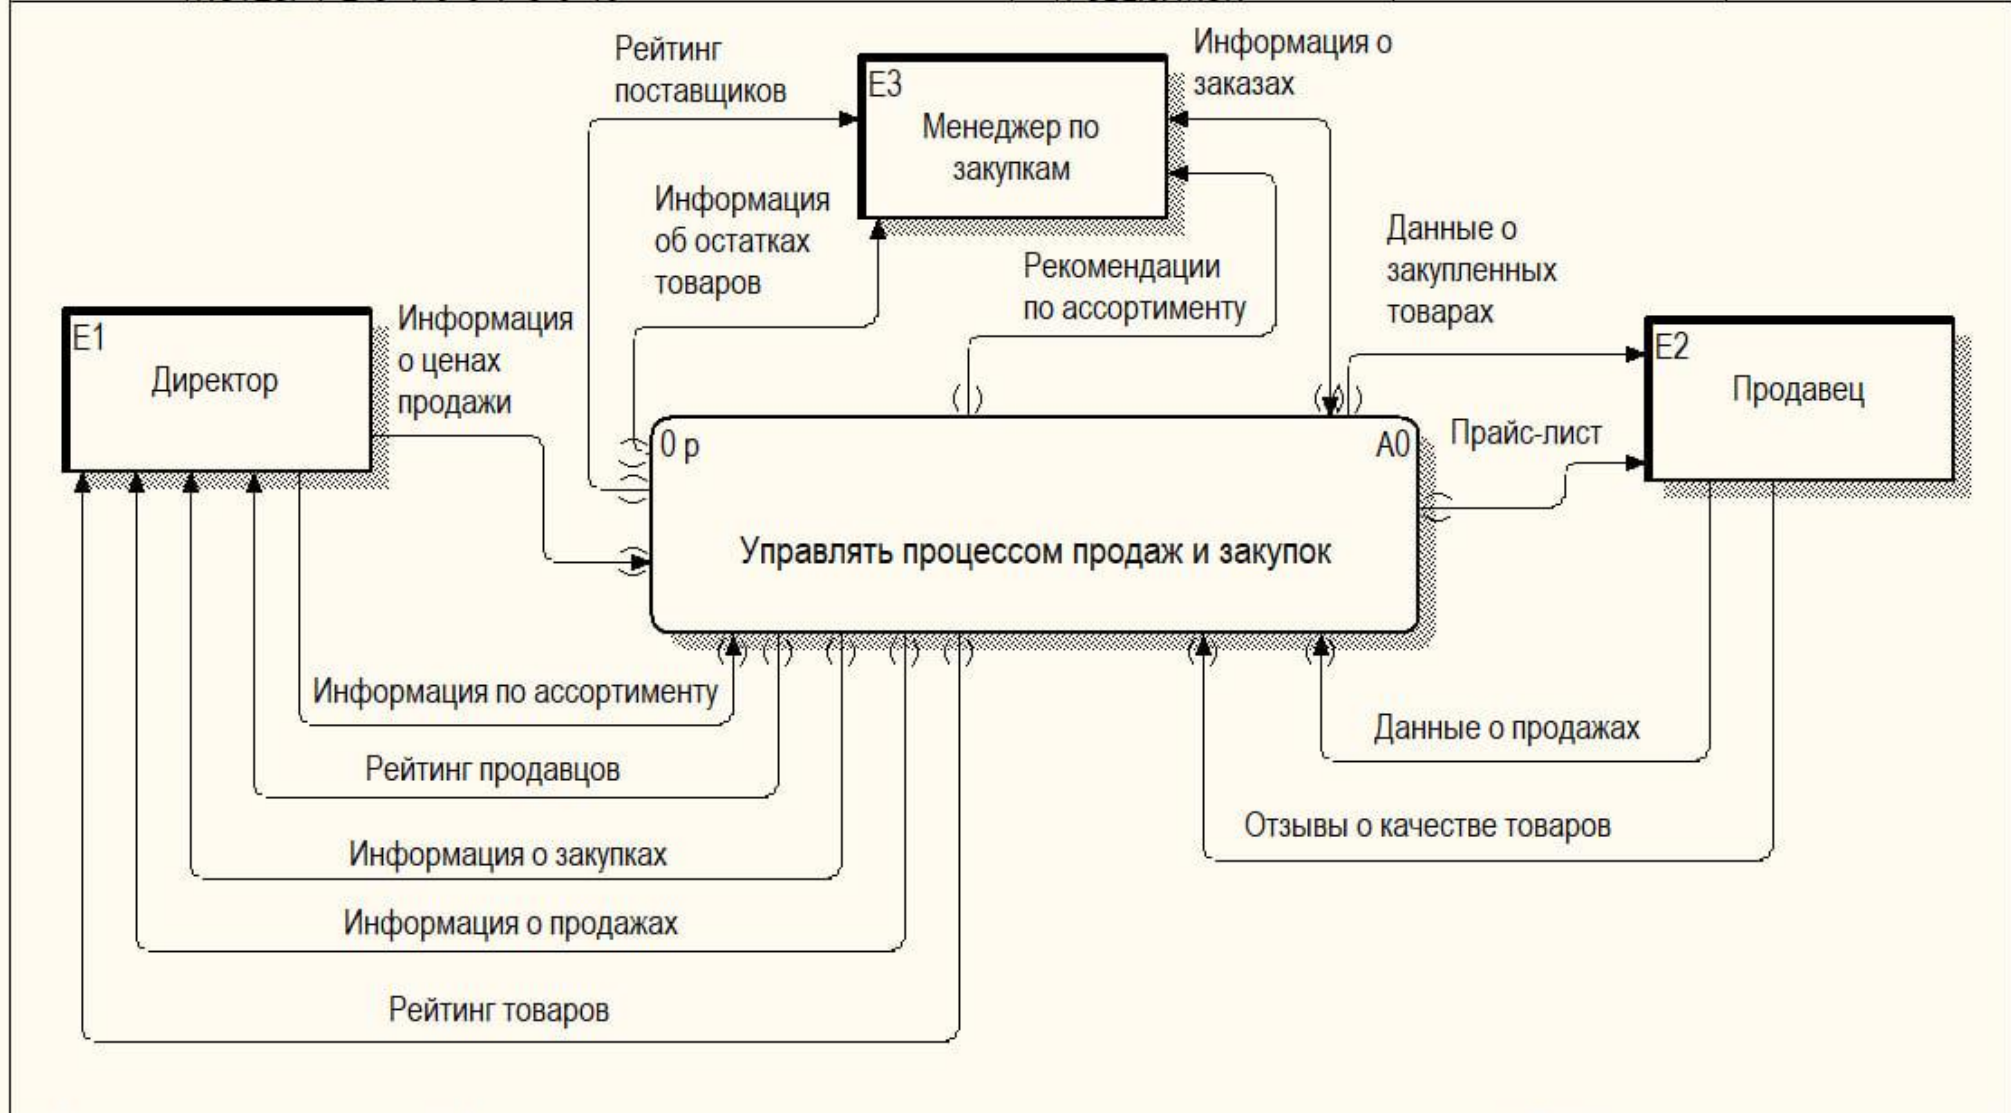 Рейтинг
поставщиков
E3
Менеджер по
закупкам
Информация о
заказах
Информация
об остатках
товаров
Рекомендации
по ассортименту
Данные о
закупленных
товарах
E1
Директор
Информация
о ценах
продажи
E2
Продавец
0 р
A0
Управлять процессом продаж и закупок
Прайс-лист
Информация по ассортименту
Рейтинг продавцов
Информация о закупках
Информация о продажах
Рейтинг товаров
Данные о продажах
Отзывы о качестве товаров